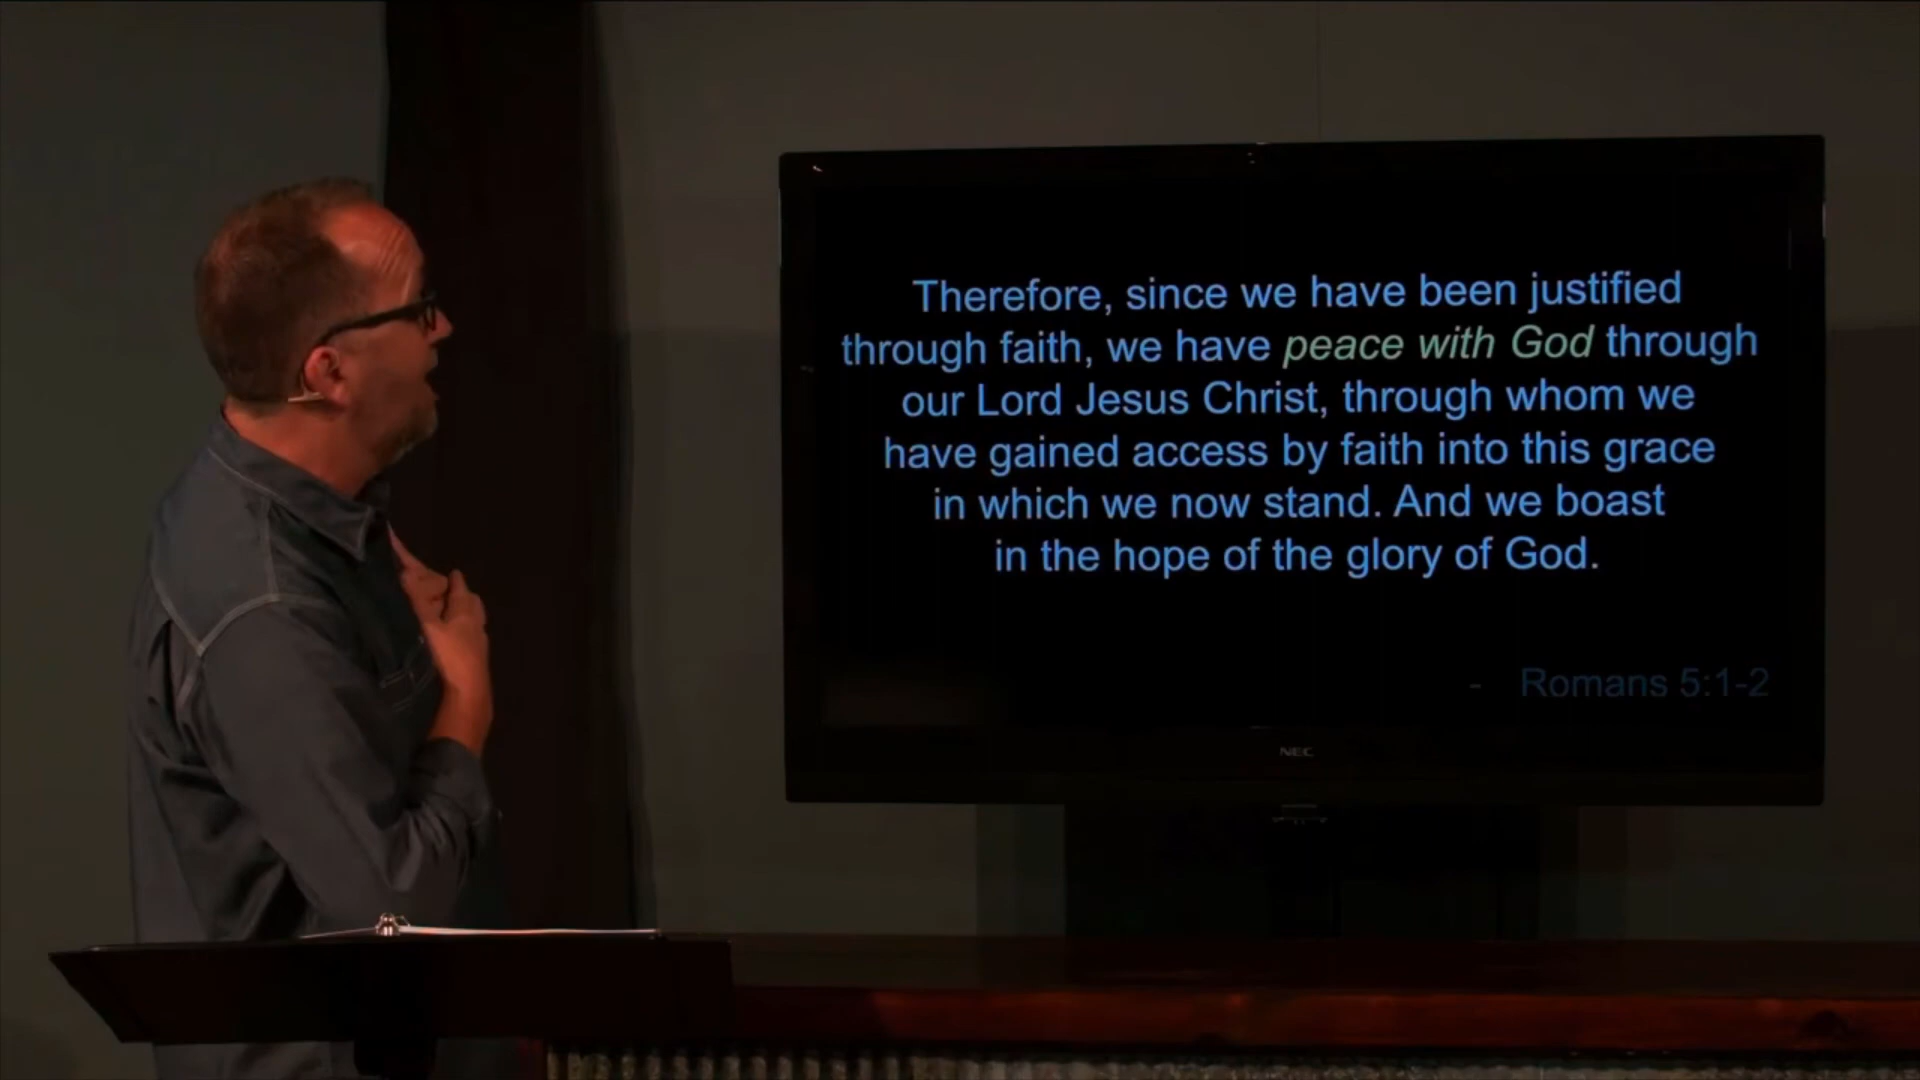 Therefore, since we have been justified
through faith, we have peace with God through
our Lord Jesus Christ, through whom we
have gained access by faith into this grace
in which we now stand. And we boast
in the hope of the glory of God.
- Romans 5:1-2
NEC